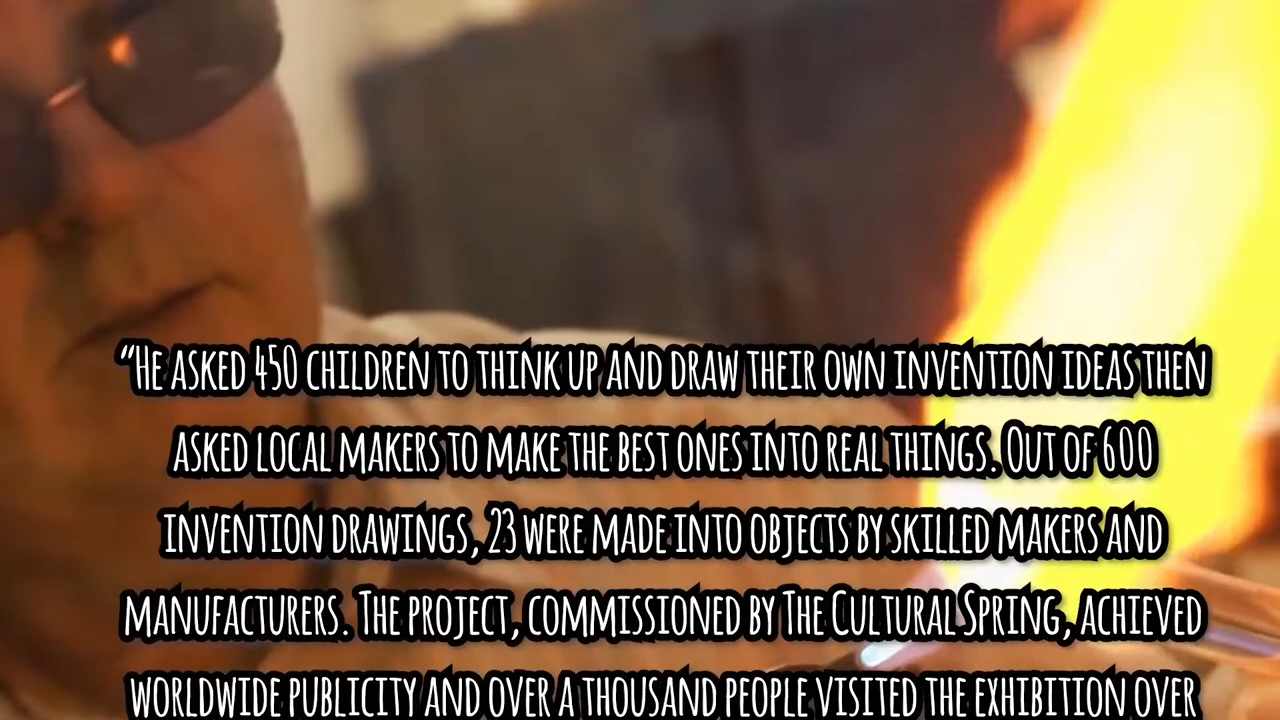 “He asked 450 children to think up and draw their own invention ideas then
asked local makers to make the best ones into real things. Out of 600
invention drawings, 23 were made into objects by skilled makers and
manufacturers. The project, commissioned by The Cultural Spring, achieved
worldwide publicity and over a thousand people visited the exhibition over